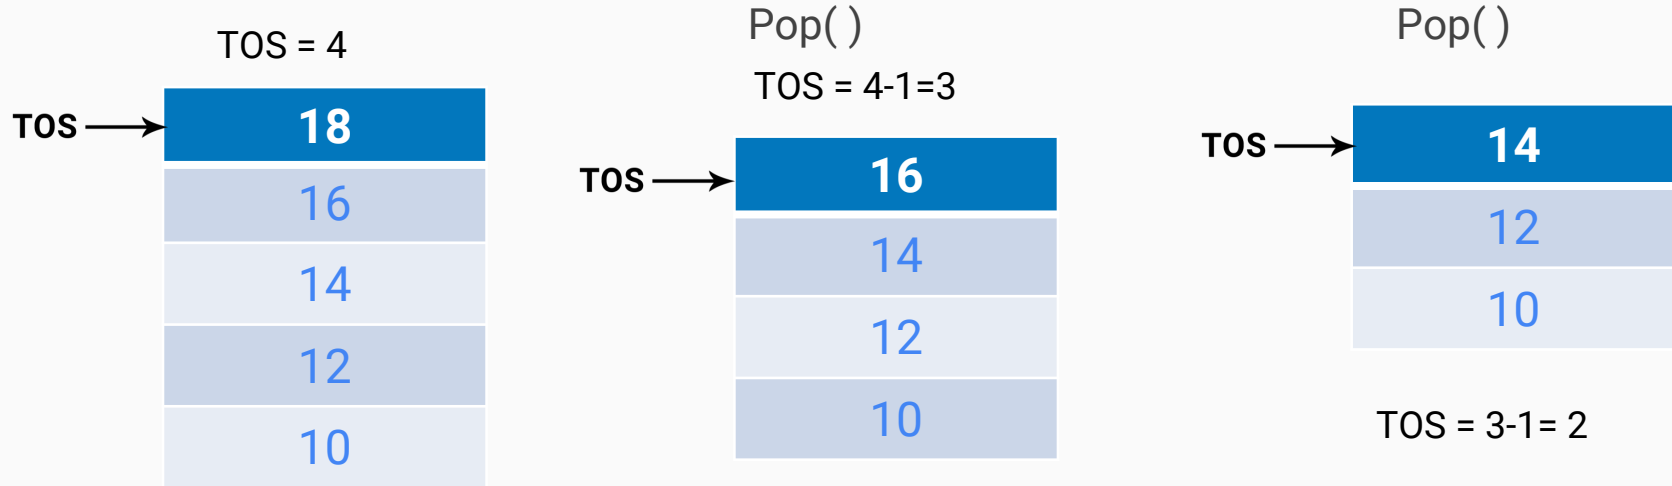 TOS = 4
TOS
18
16
14
12
10
Pop( )
TOS = 4-1=3
TOS
16
14
12
10
Pop( )
TOS
14
12
10
TOS = 3-1= 2